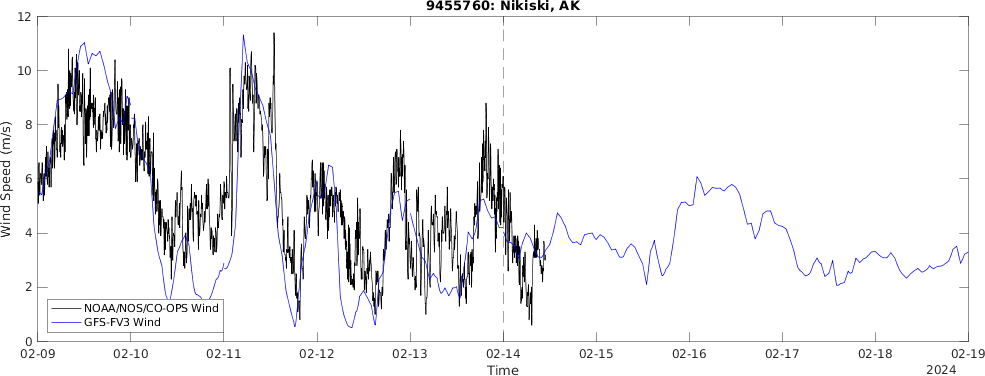 9455760: Nikiski, AK
12
10
8
6
4
2
0
Wind Speed (m/s)
NOAA/NOS/CO-OPS Wind
GFS-FV3 Wind
02-09 02-10 02-11 02-12 02-13 02-14 02-15 02-16 02-17 02-18 02-19
Time
2024